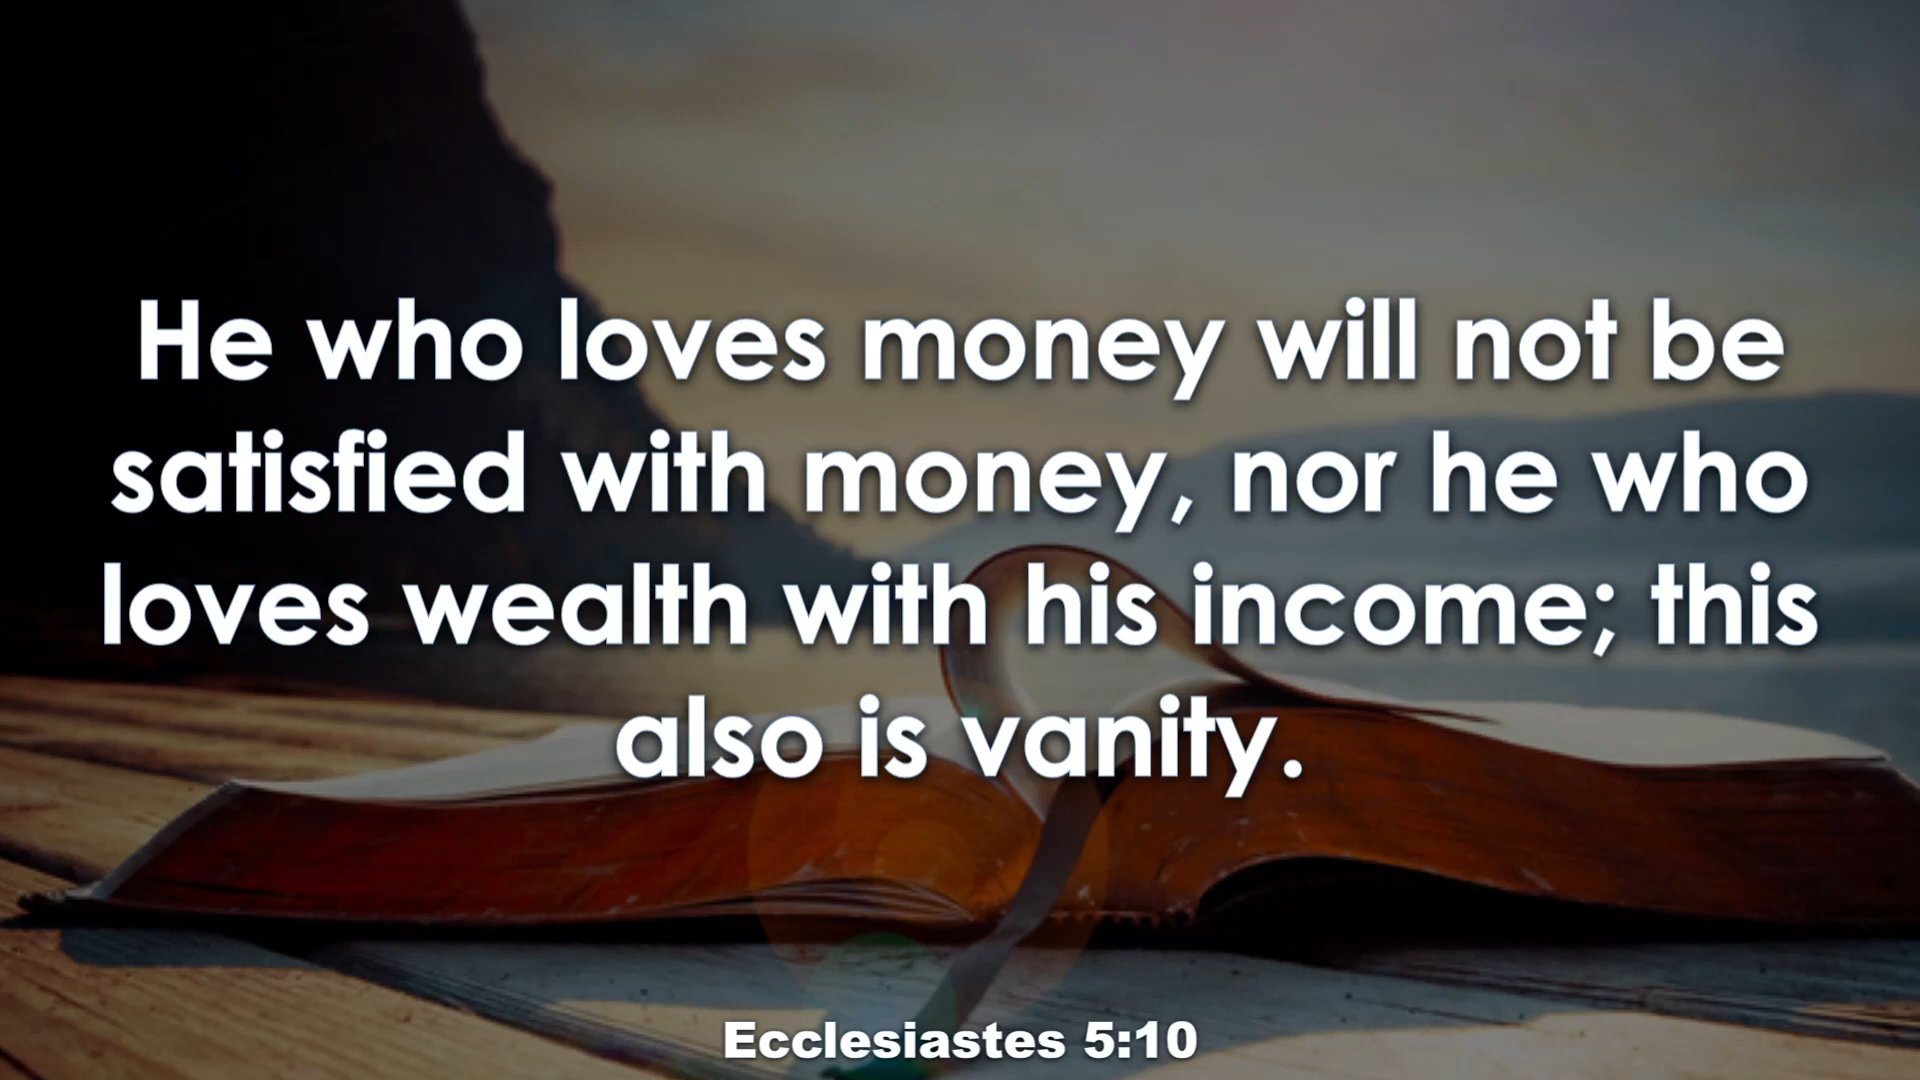 He who loves money will not be
satisfied with money, nor he who
loves wealth with his income; this
also is vanity.
Ecclesiastes 5:10